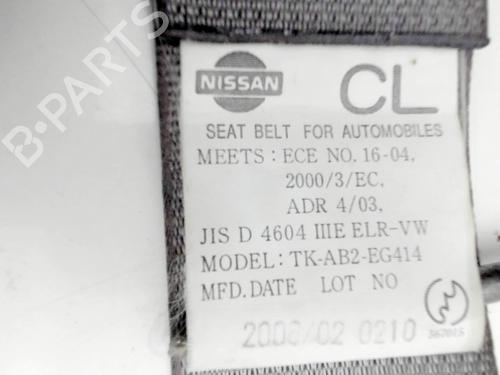 B-PARTS
NISSAN
CL
SEAT BELT FOR AUTOMOBILES
MEETS : ECE NO. 16-04,
2000/3/EC,
ADR 4/03,
JIS D 4604 IIIE ELR-VW
MODEL: TK-AB2-EG414
MFD.DATE LOT NO
2006/02 0210